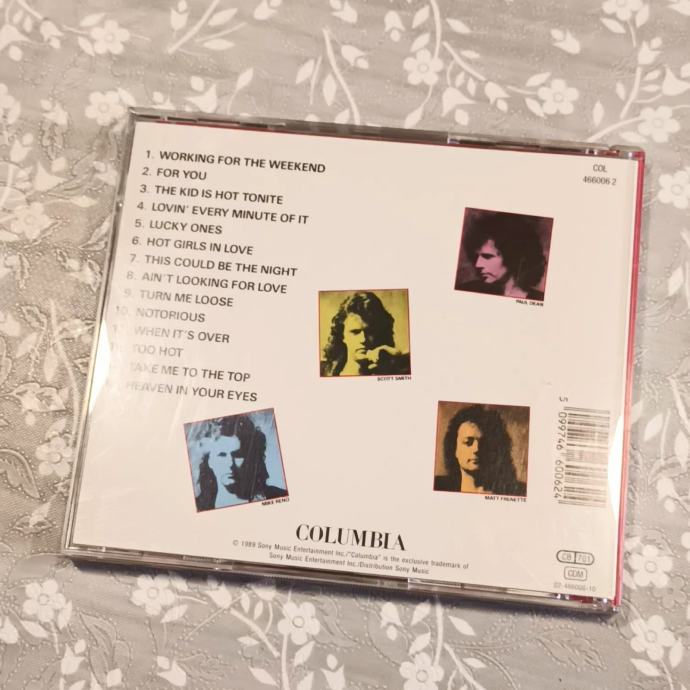 1. WORKING FOR THE WEEKEND
2. FOR YOU
3. THE KID IS HOT TONITE
4. LOVIN' EVERY MINUTE OF IT
5. LUCKY ONES
6. HOT GIRLS IN LOVE
7. THIS COULD BE THE NIGHT
8. AIN'T LOOKING FOR LOVE
9. TURN ME LOOSE
10. NOTORIOUS
WHEN IT'S OVER
TOO HOT
TAKE ME TO THE TOP
HEAVEN IN YOUR EYES
COL
466006 2
PAUL DEAN
SCOTT SMITH
MIKE RENO
MATT FRENETTE
5 099746 600624
COLUMBIA
© 1989 Sony Music Entertainment Inc./"Columbia" is the exclusive trademark of
Sony Music Entertainment Inc./Distribution Sony Music
CB 761
CDM
02-466006-10